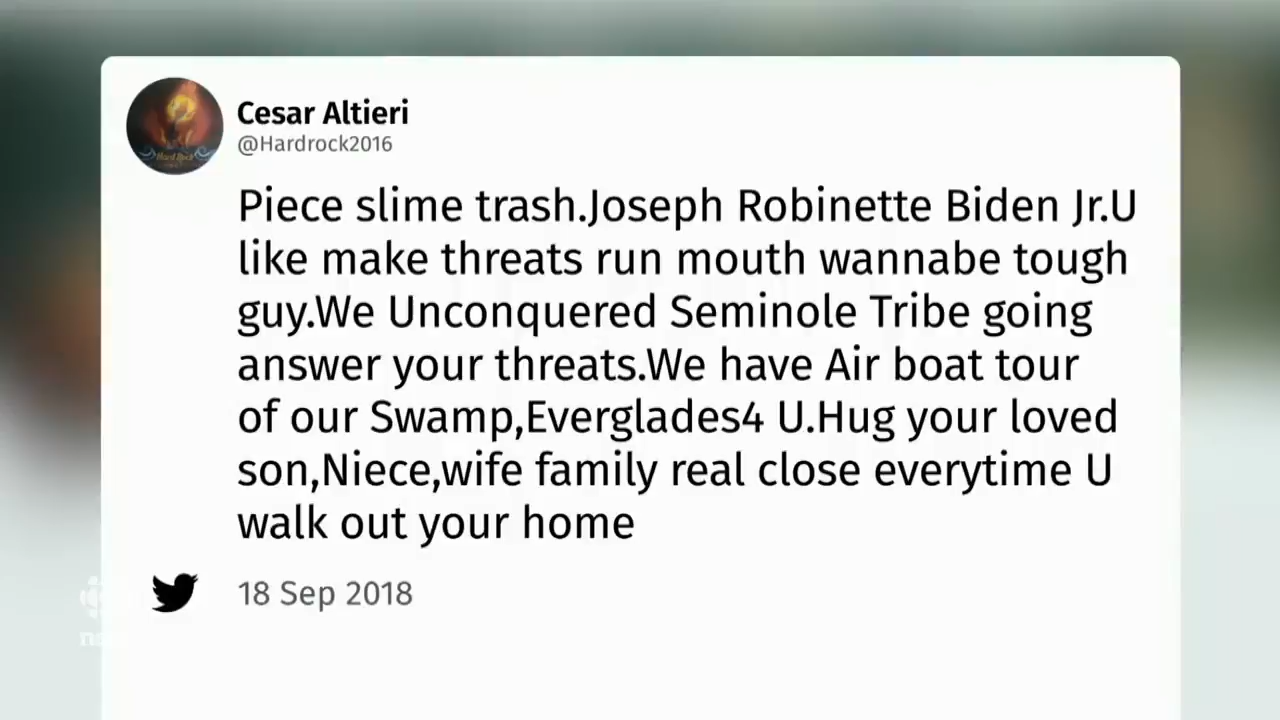 Cesar Altieri
@Hardrock2016
Piece slime trash.Joseph Robinette Biden Jr.U
like make threats run mouth wannabe tough
guy.We Unconquered Seminole Tribe going
answer your threats.We have Air boat tour
of our Swamp,Everglades4 U.Hug your loved
son,Niece,wife family real close everytime U
walk out your home
18 Sep 2018